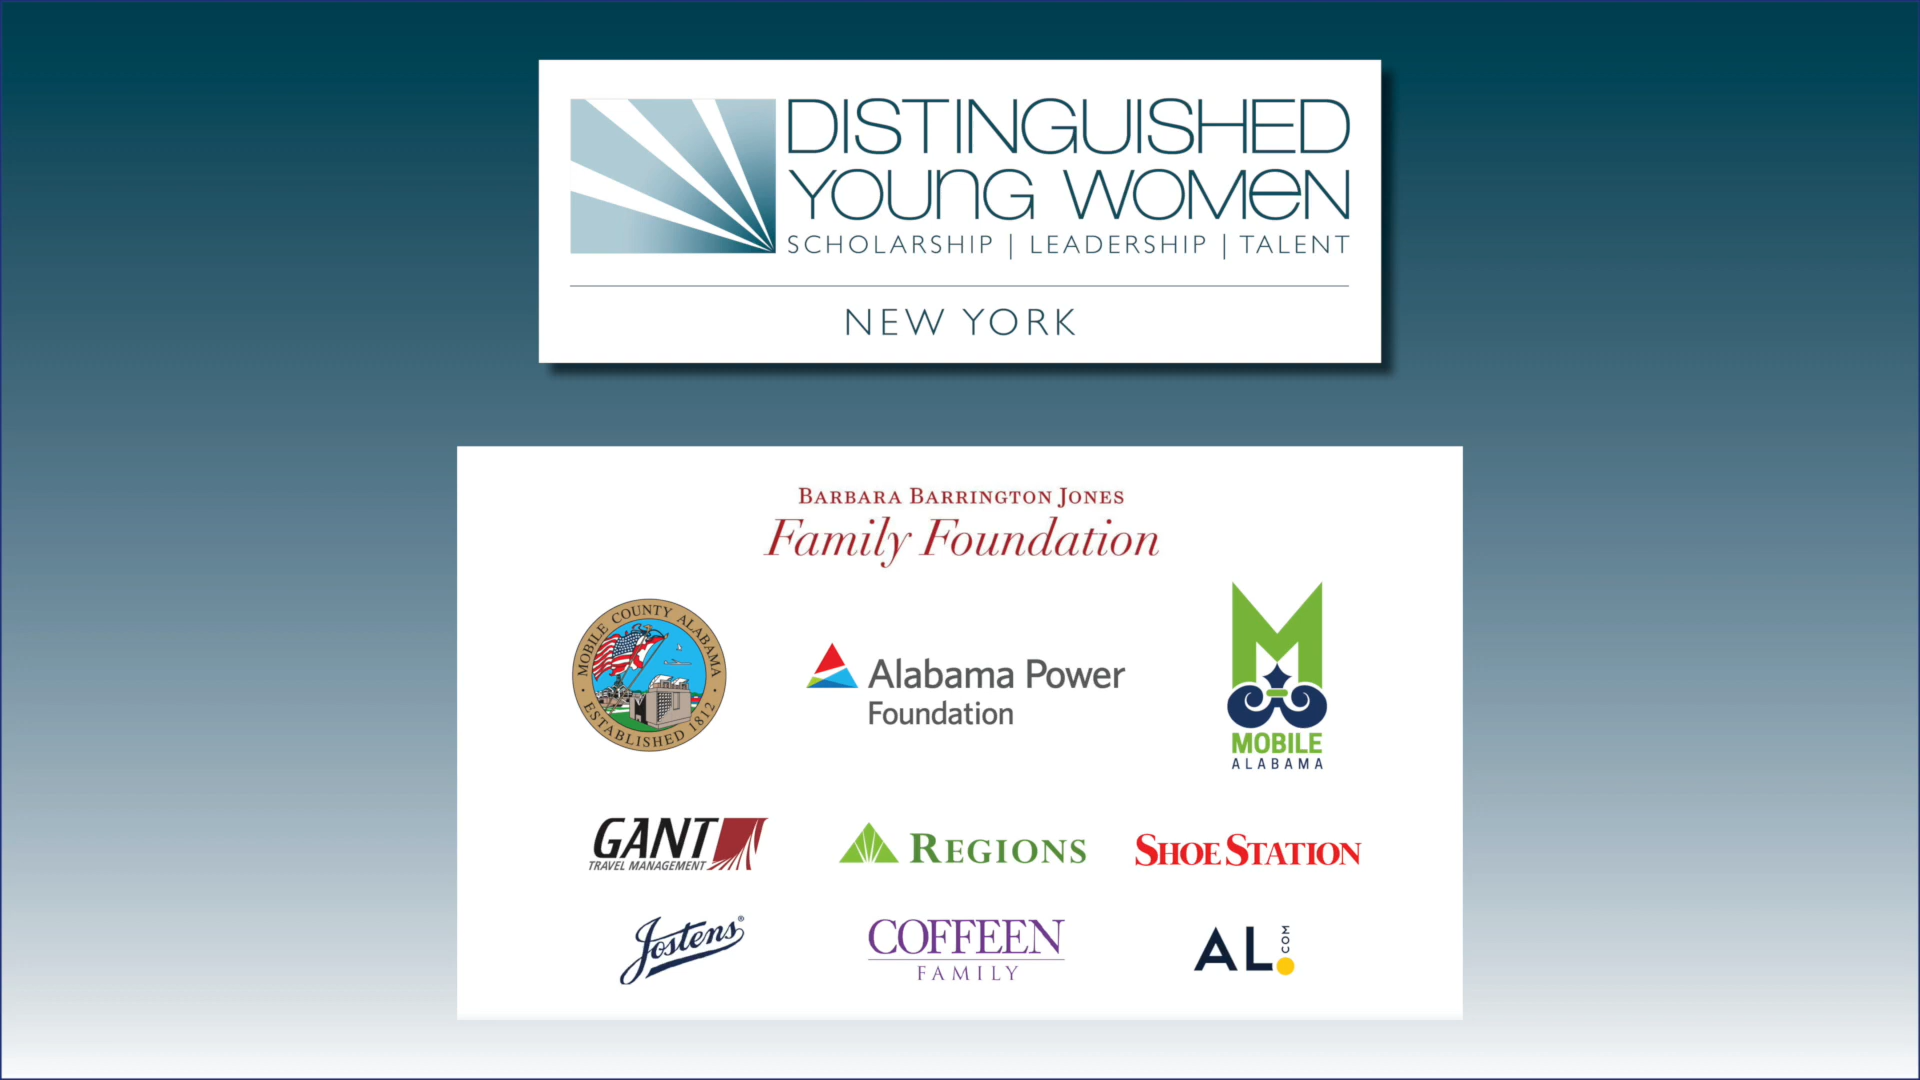 DISTINGUISHED
YOUNG WOMEN
SCHOLARSHIP | LEADERSHIP | TALENT
NEW YORK
BARBARA BARRINGTON JONES
Family Foundation
MOBILE COUNTY ALABAMA
ESTABLISHED 1812
Alabama Power
Foundation
M
MOBILE
ALABAMA
GANT
TRAVEL MANAGEMENT
REGIONS
SHOE STATION
Jostens®
COFFEEN
FAMILY
AL.COM